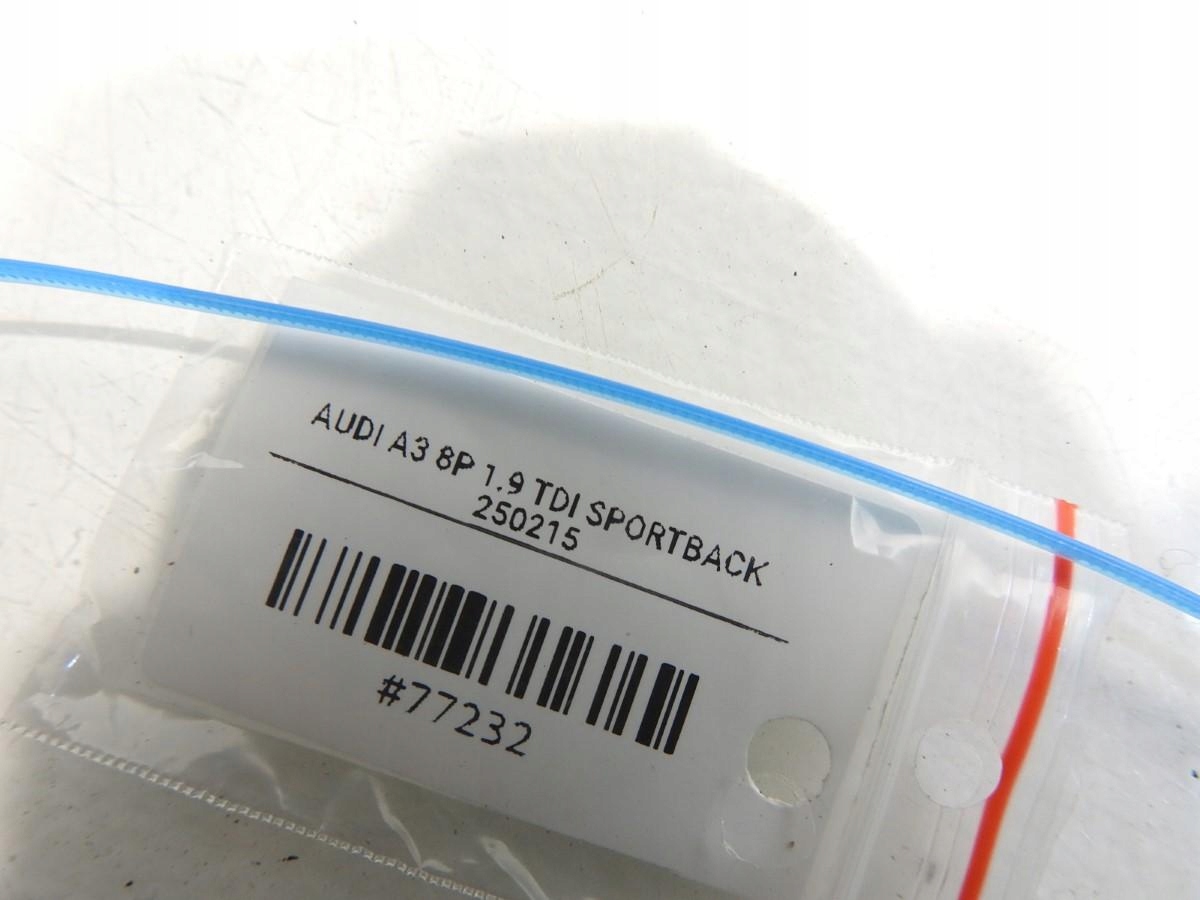 AUDI A3 8P 1.9 TDI SPORTBACK
250215
#77232